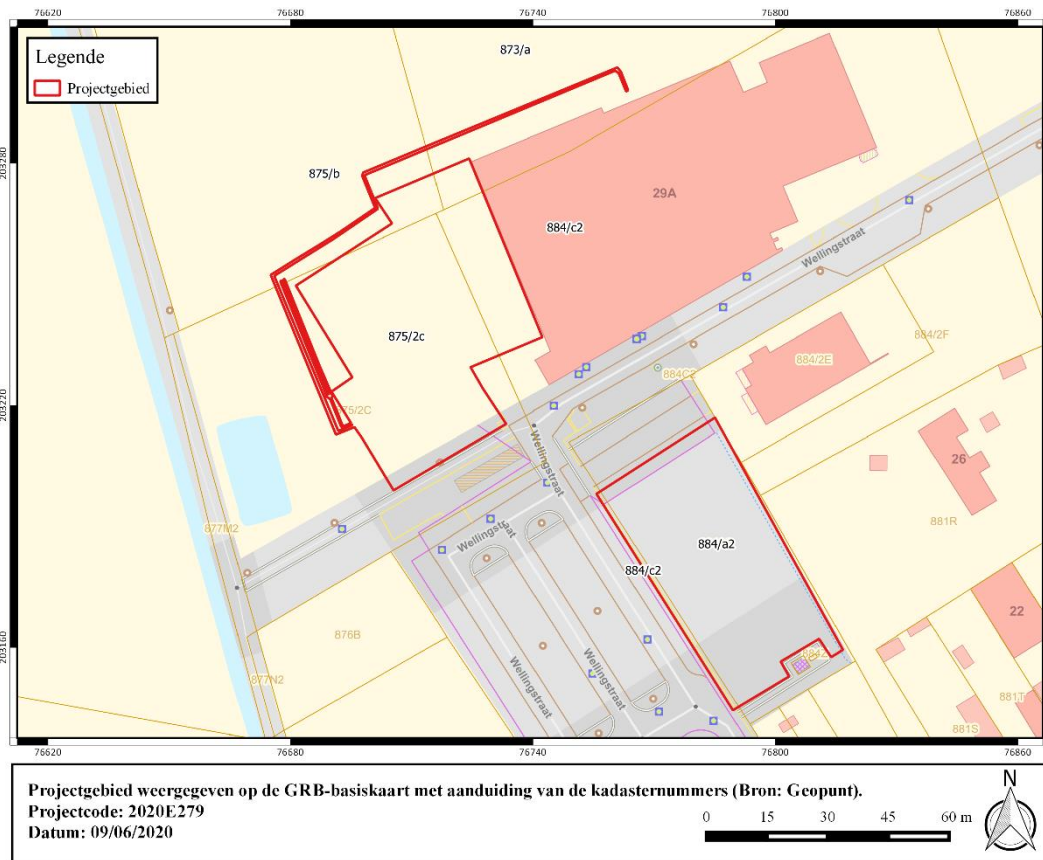 76620 76680 76740 76800 76860
Legende
Projectgebied
873/a
203280
875/b
29A
884/c2
Wellingstraat
875/2c
884/2F
884/2E
884C2
203220
875/2C
Wellingstraat
26
877M2
881R
Wellingstraat
884/a2
884/c2
22
876B
203160
884Z
877N2
Wellingstraat
Wellingstraat
881T
881S
76620 76680 76740 76800 76860
Projectgebied weergegeven op de GRB-basiskaart met aanduiding van de kadasternummers (Bron: Geopunt).
Projectcode: 2020E279
Datum: 09/06/2020
0 15 30 45 60 m
N